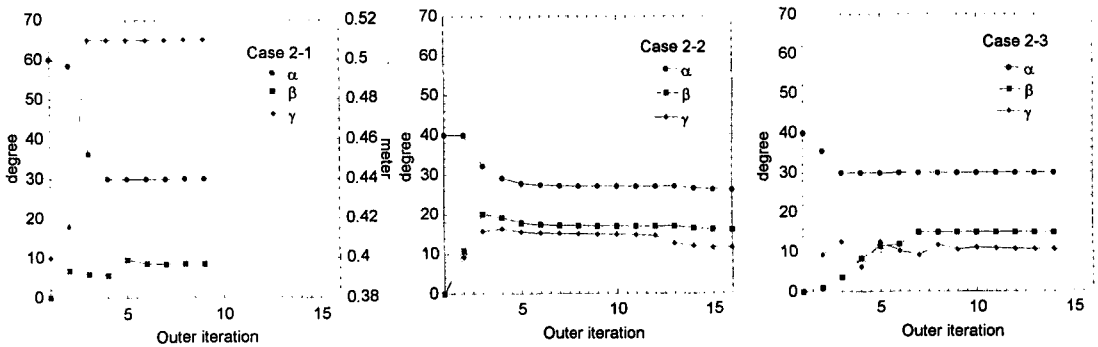 70
60
50
40
30
20
10
0
degree
Case 2-1
α
β
γ
0.52
0.5
0.48
0.46
0.44
0.42
0.4
0.38
meter
5
10
15
Outer iteration
70
60
50
40
30
20
10
0
degree
Case 2-2
α
β
γ
5
10
15
Outer iteration
70
60
50
40
30
20
10
0
degree
Case 2-3
α
β
γ
5
10
15
Outer iteration